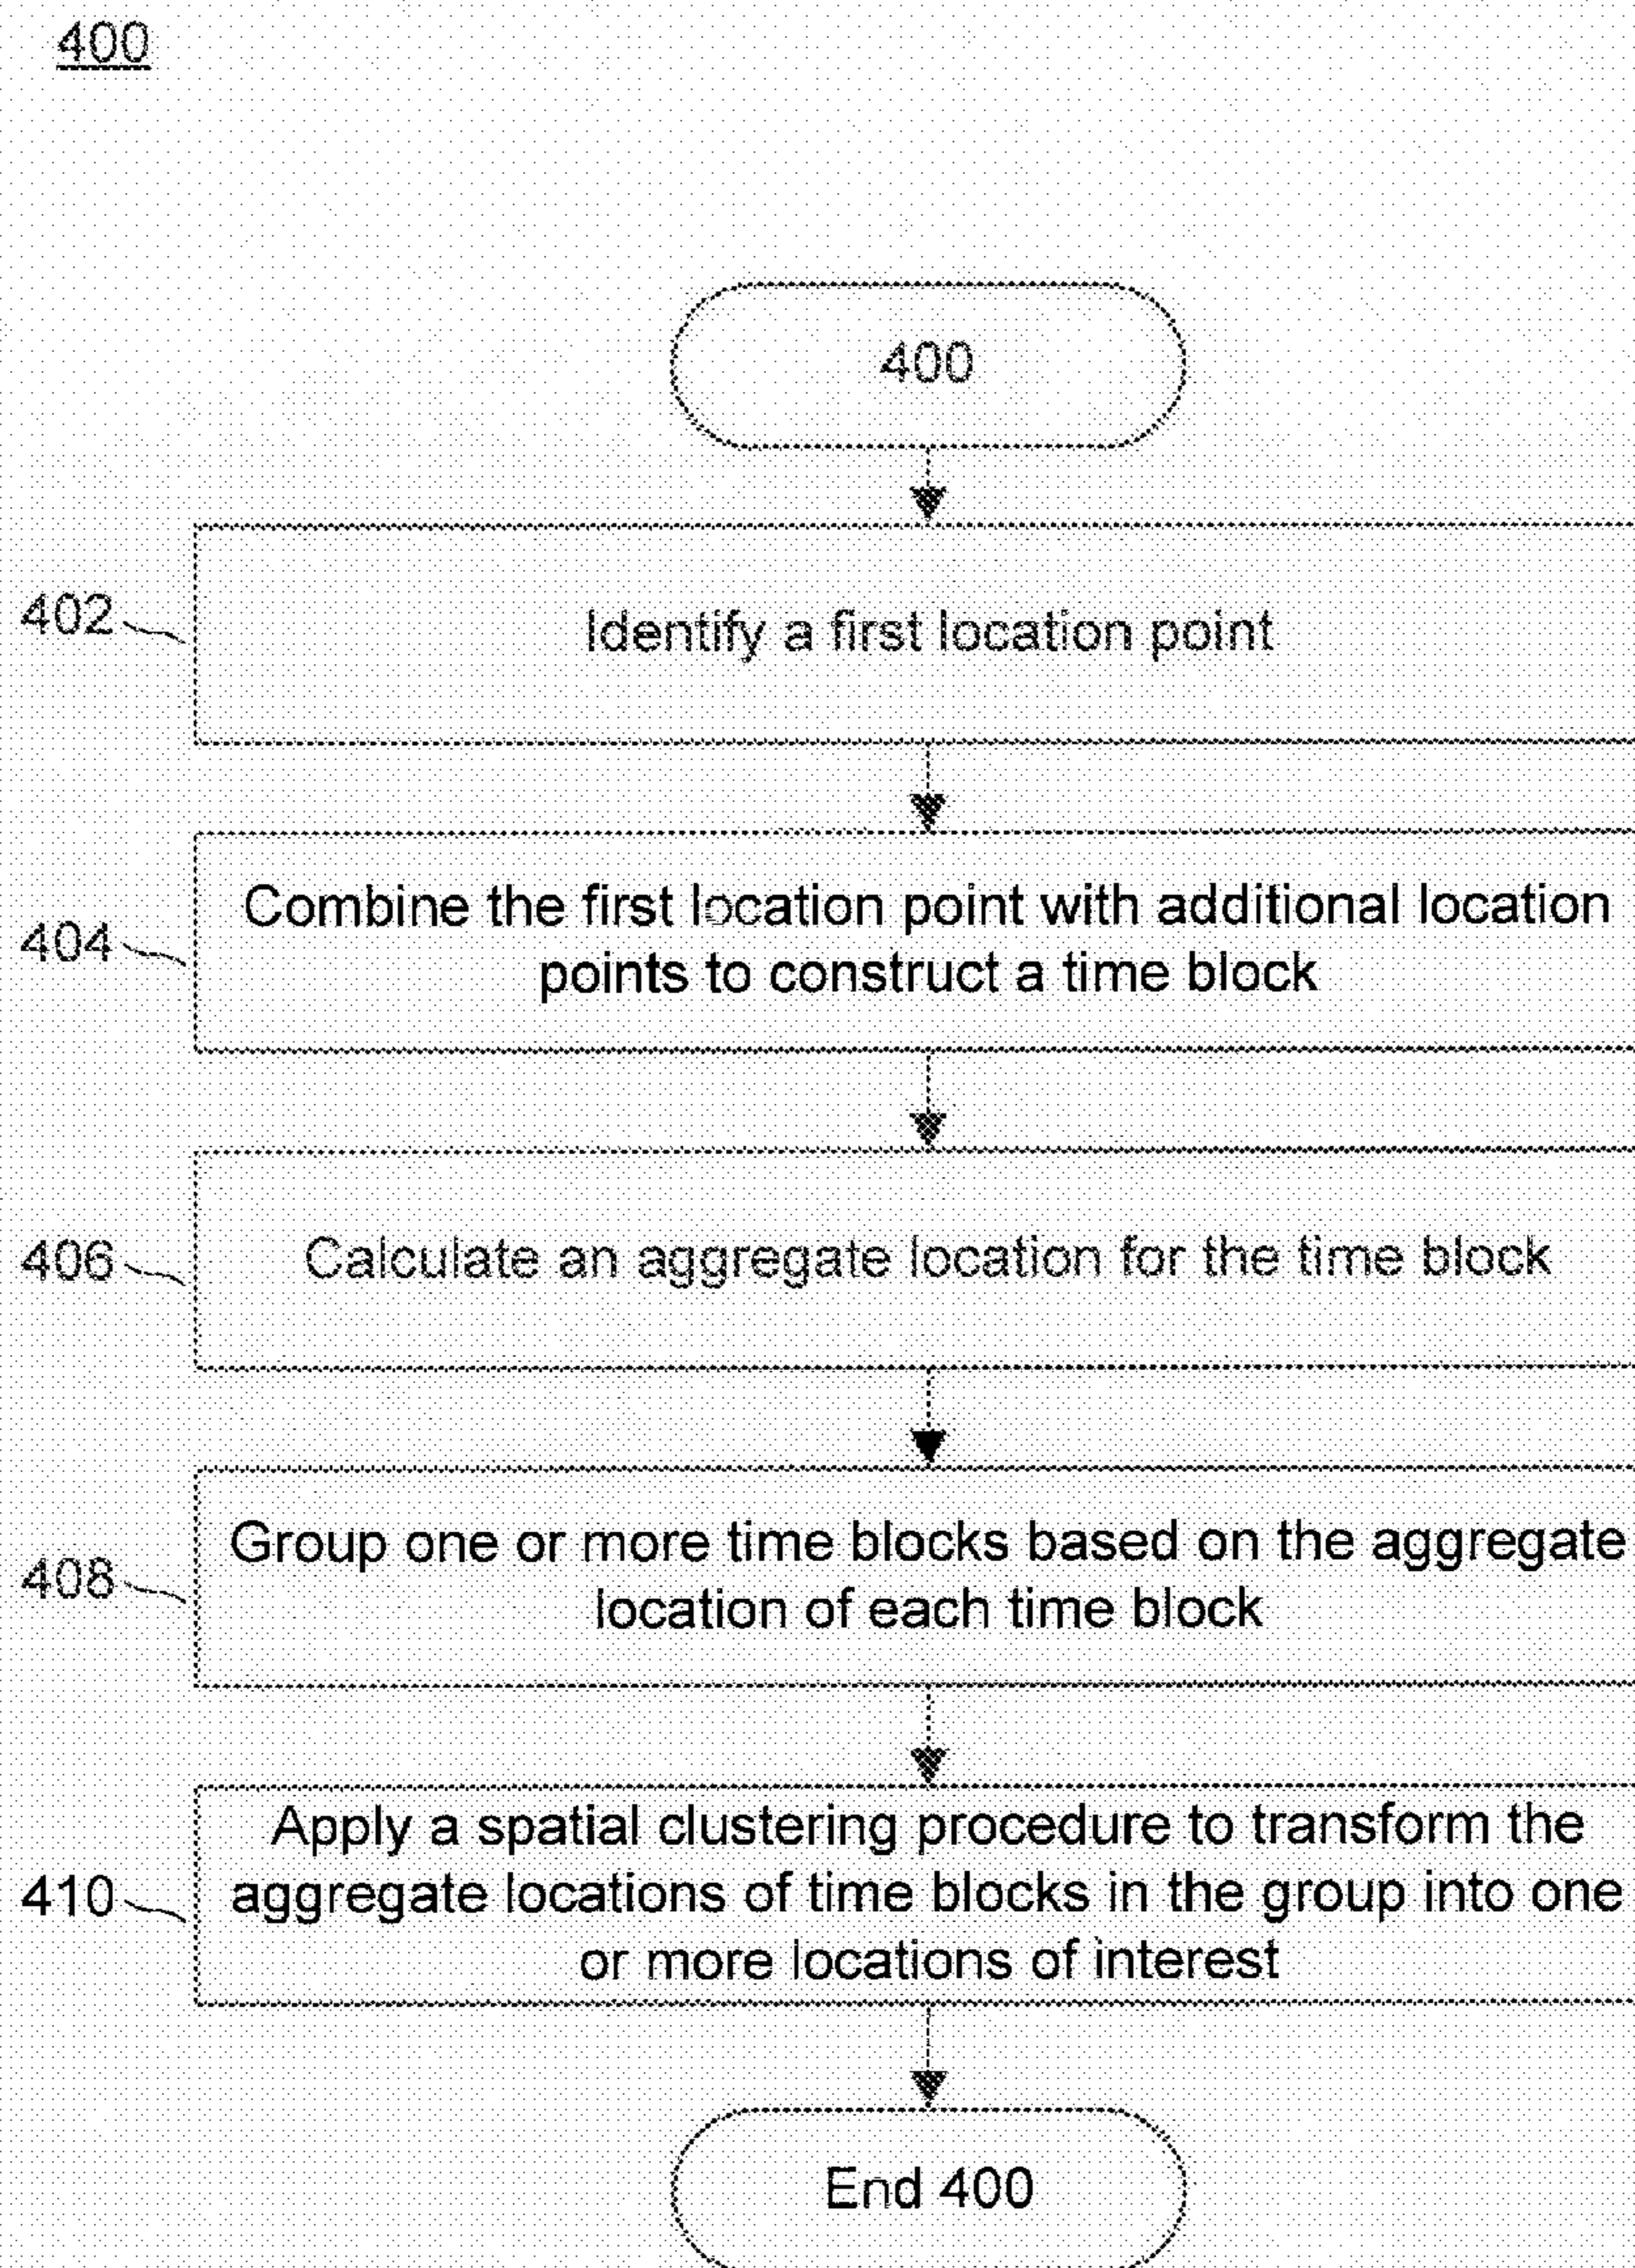 400
400
402
Identify a first location point
404
Combine the first location point with additional location
points to construct a time block
406
Calculate an aggregate location for the time block
408
Group one or more time blocks based on the aggregate
location of each time block
410
Apply a spatial clustering procedure to transform the
aggregate locations of time blocks in the group into one
or more locations of interest
End 400